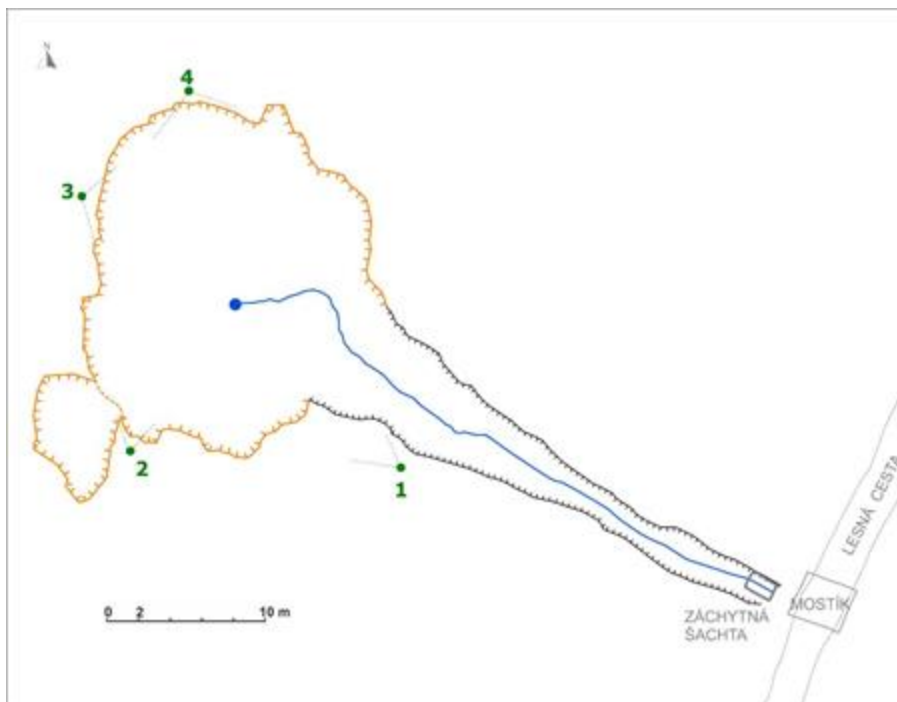 N
4
3
2
1
LESNÁ CESTA
0 2 10 m
MOSTÍK
ZÁCHYTNÁ
ŠACHTA